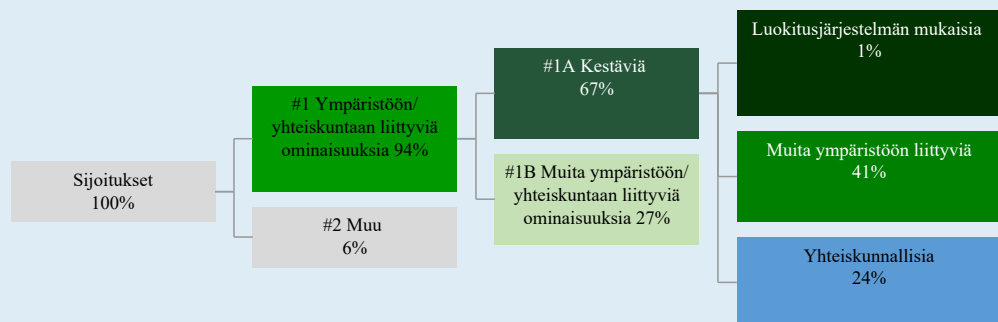 Sijoitukset
100%
#1 Ympäristöön/
yhteiskuntaan liittyviä
ominaisuuksia 94%
#2 Muu
6%
#1A Kestäviä
67%
#1B Muita ympäristöön/
yhteiskuntaan liittyviä
ominaisuuksia 27%
Luokitusjärjestelmän mukaisia
1%
Muita ympäristöön liittyviä
41%
Yhteiskunnallisia
24%